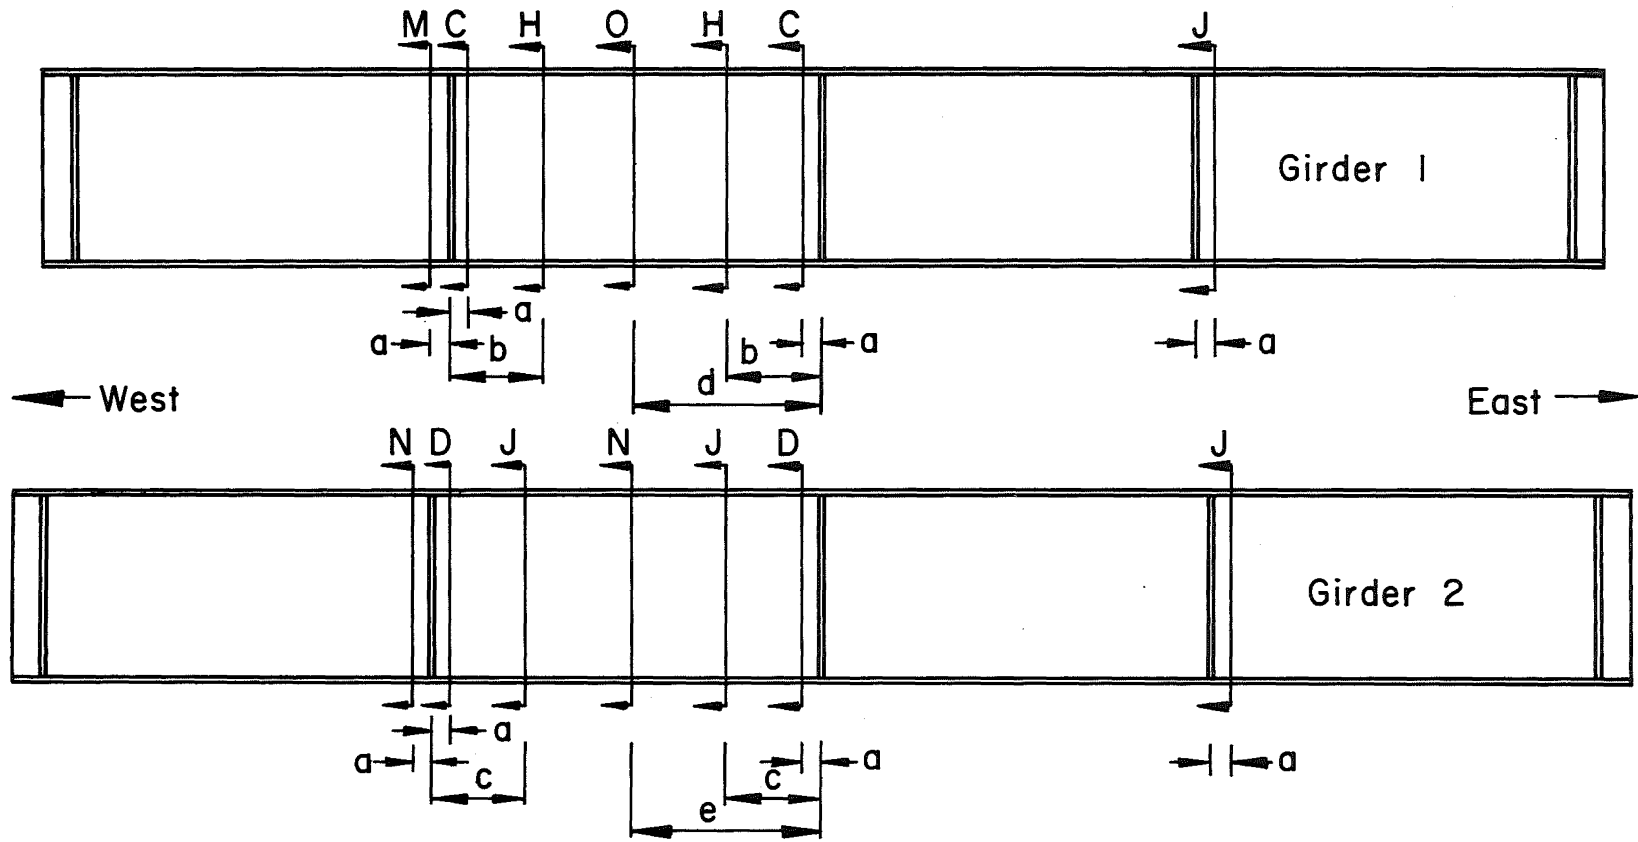 M C H O H C J
Girder 1
a
a b b a a
d
West East
N D J N J D J
Girder 2
a
a c c a a
e